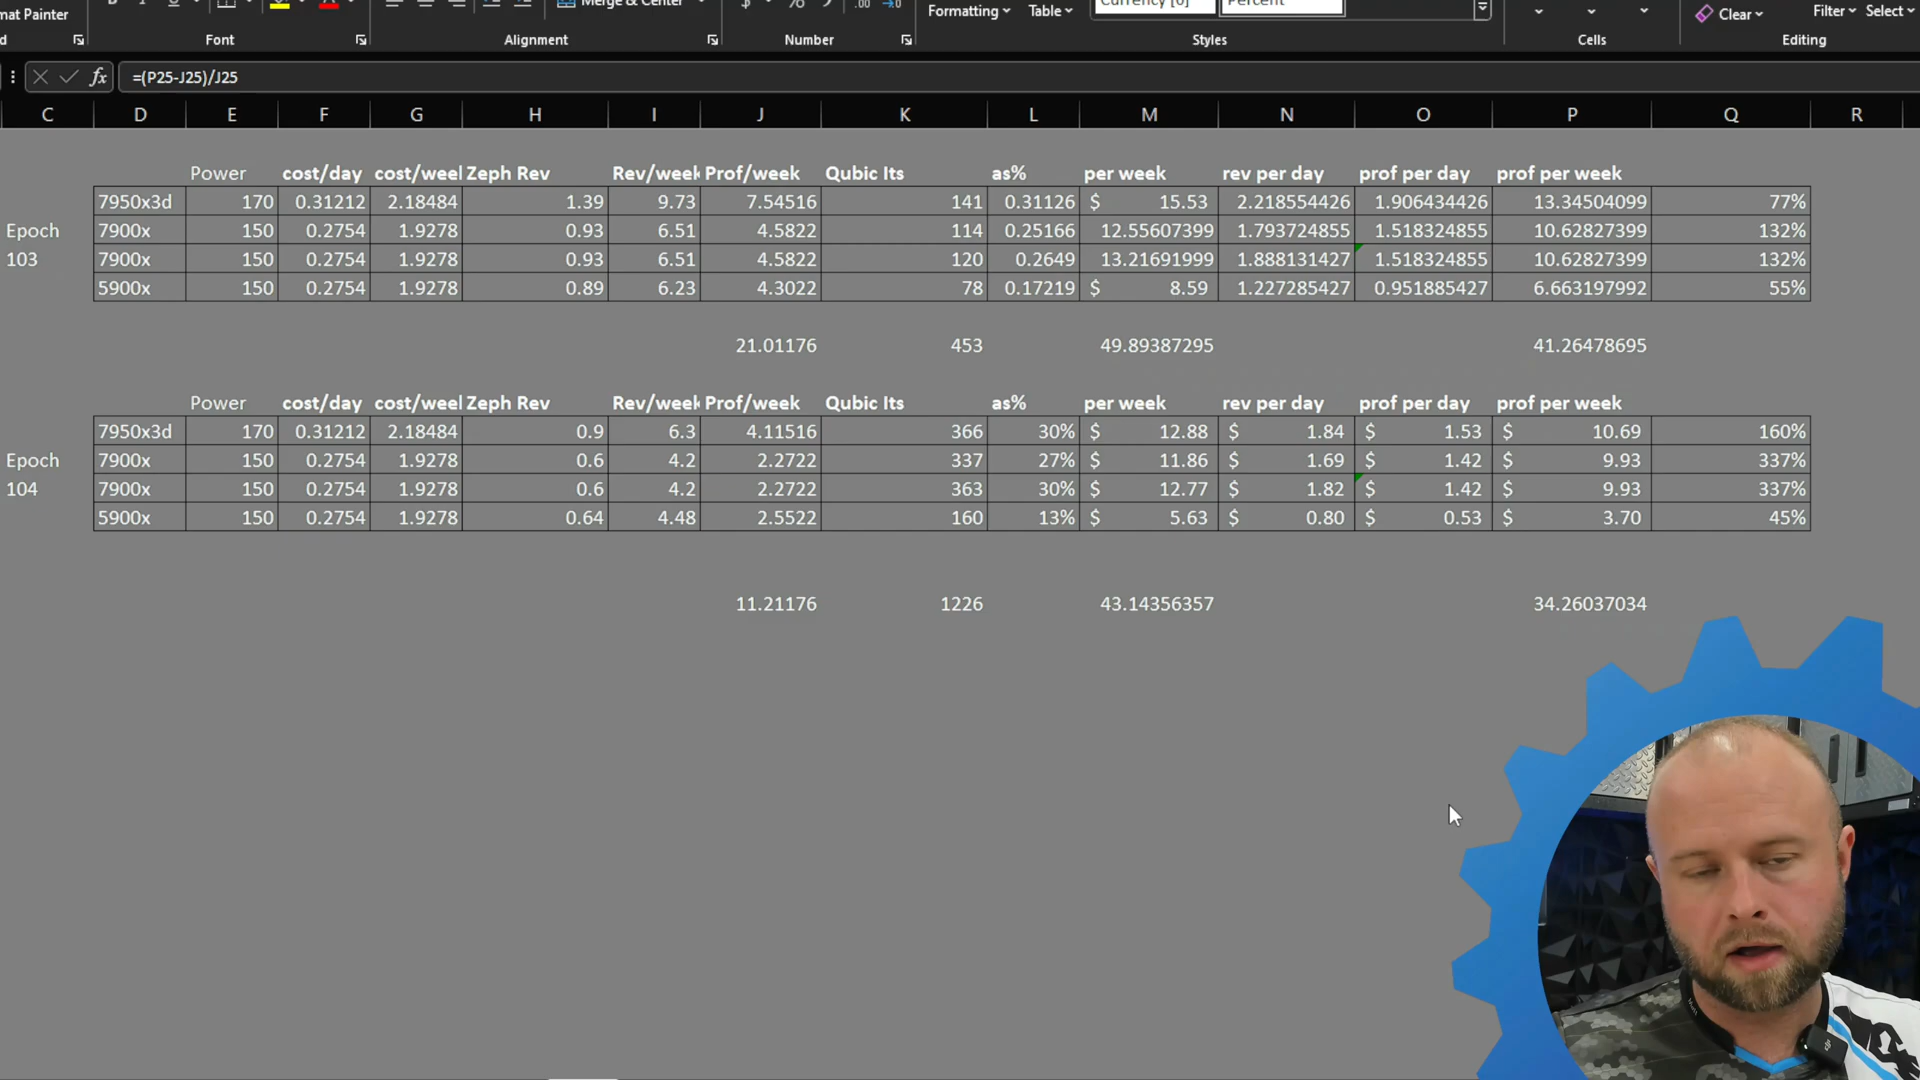 mat Painter
Merge & Center
$ % .00
Formatting Table
Currency [0] Percent
Clear
Filter Select
Font Alignment Number Styles Cells Editing
fx =(P25-J25)/J25
C D E F G H I J K L M N O P Q R
Power cost/day cost/weel Zeph Rev Rev/week Prof/week Qubic Its as% per week rev per day prof per day prof per week
7950x3d 170 0.31212 2.18484 1.39 9.73 7.54516 141 0.31126 $ 15.53 2.218554426 1.906434426 13.34504099 77%
Epoch 7900x 150 0.2754 1.9278 0.93 6.51 4.5822 114 0.25166 12.55607399 1.793724855 1.518324855 10.62827399 132%
103 7900x 150 0.2754 1.9278 0.93 6.51 4.5822 120 0.2649 13.21691999 1.888131427 1.518324855 10.62827399 132%
5900x 150 0.2754 1.9278 0.89 6.23 4.3022 78 0.17219 $ 8.59 1.227285427 0.951885427 6.663197992 55%
21.01176 453 49.89387295 41.26478695
Power cost/day cost/weel Zeph Rev Rev/week Prof/week Qubic Its as% per week rev per day prof per day prof per week
7950x3d 170 0.31212 2.18484 0.9 6.3 4.11516 366 30% $ 12.88 $ 1.84 $ 1.53 $ 10.69 160%
Epoch 7900x 150 0.2754 1.9278 0.6 4.2 2.2722 337 27% $ 11.86 $ 1.69 $ 1.42 $ 9.93 337%
104 7900x 150 0.2754 1.9278 0.6 4.2 2.2722 363 30% $ 12.77 $ 1.82 $ 1.42 $ 9.93 337%
5900x 150 0.2754 1.9278 0.64 4.48 2.5522 160 13% $ 5.63 $ 0.80 $ 0.53 $ 3.70 45%
11.21176 1226 43.14356357 34.26037034